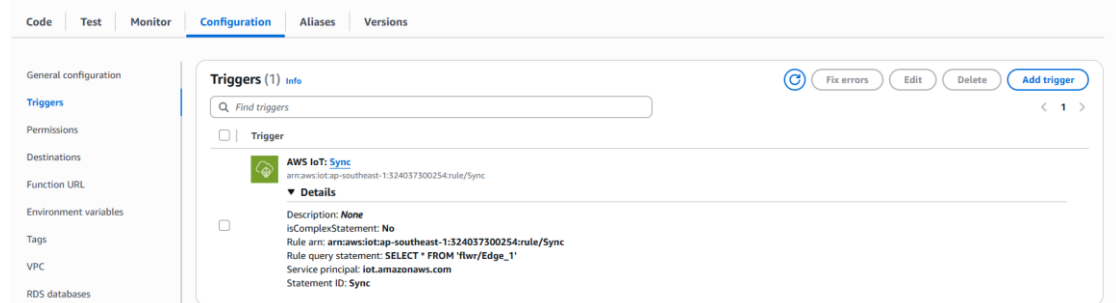 Code Test Monitor Configuration Aliases Versions
General configuration
Triggers
Permissions
Destinations
Function URL
Environment variables
Tags
VPC
RDS databases
Triggers (1) Info
Fix errors Edit Delete Add trigger
Find triggers
1
Trigger
AWS IoT: Sync
arn:aws:iot:ap-southeast-1:324037300254:rule/Sync
▼ Details
Description: None
isComplexStatement: No
Rule arn: arn:aws:iot:ap-southeast-1:324037300254:rule/Sync
Rule query statement: SELECT * FROM 'flwr/Edge_1'
Service principal: iot.amazonaws.com
Statement ID: Sync